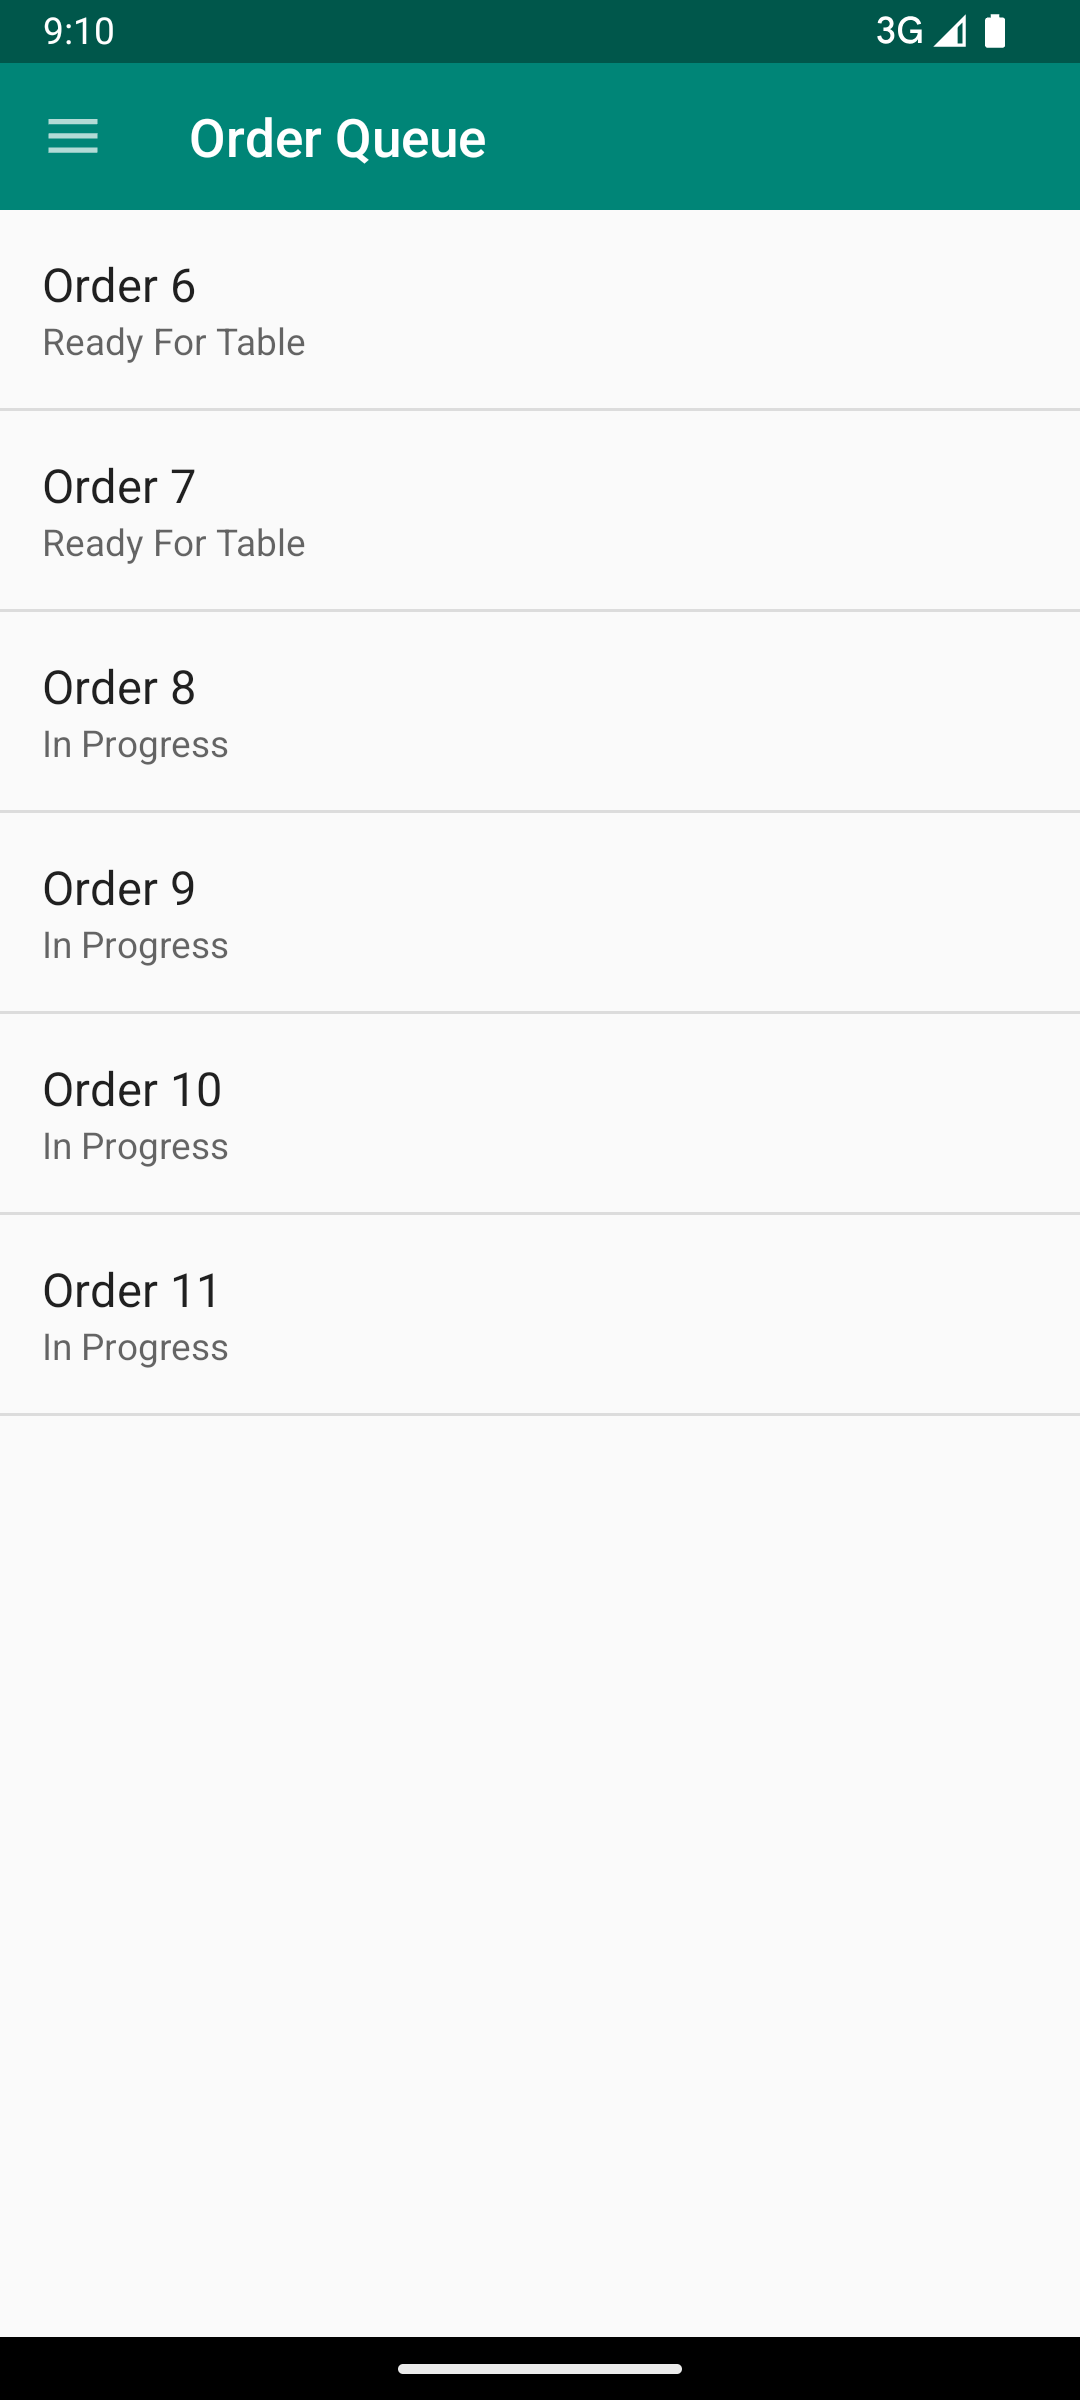 9:10
3G
Order Queue
Order 6
Ready For Table
Order 7
Ready For Table
Order 8
In Progress
Order 9
In Progress
Order 10
In Progress
Order 11
In Progress